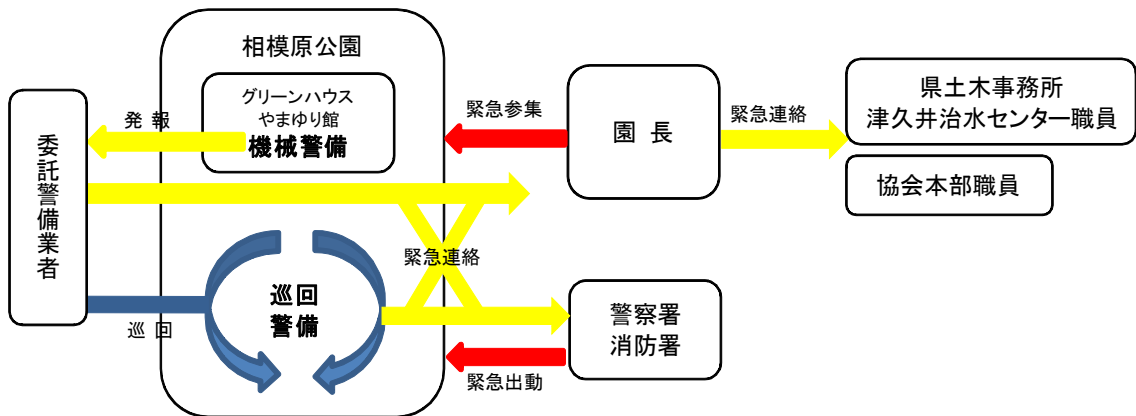 相模原公園
グリーンハウス
やまゆり館
機械警備
発 報
委託警備業者
緊急参集
園 長
緊急連絡
県土木事務所
津久井治水センター職員
協会本部職員
緊急連絡
巡回
警備
巡 回
警察署
消防署
緊急出動